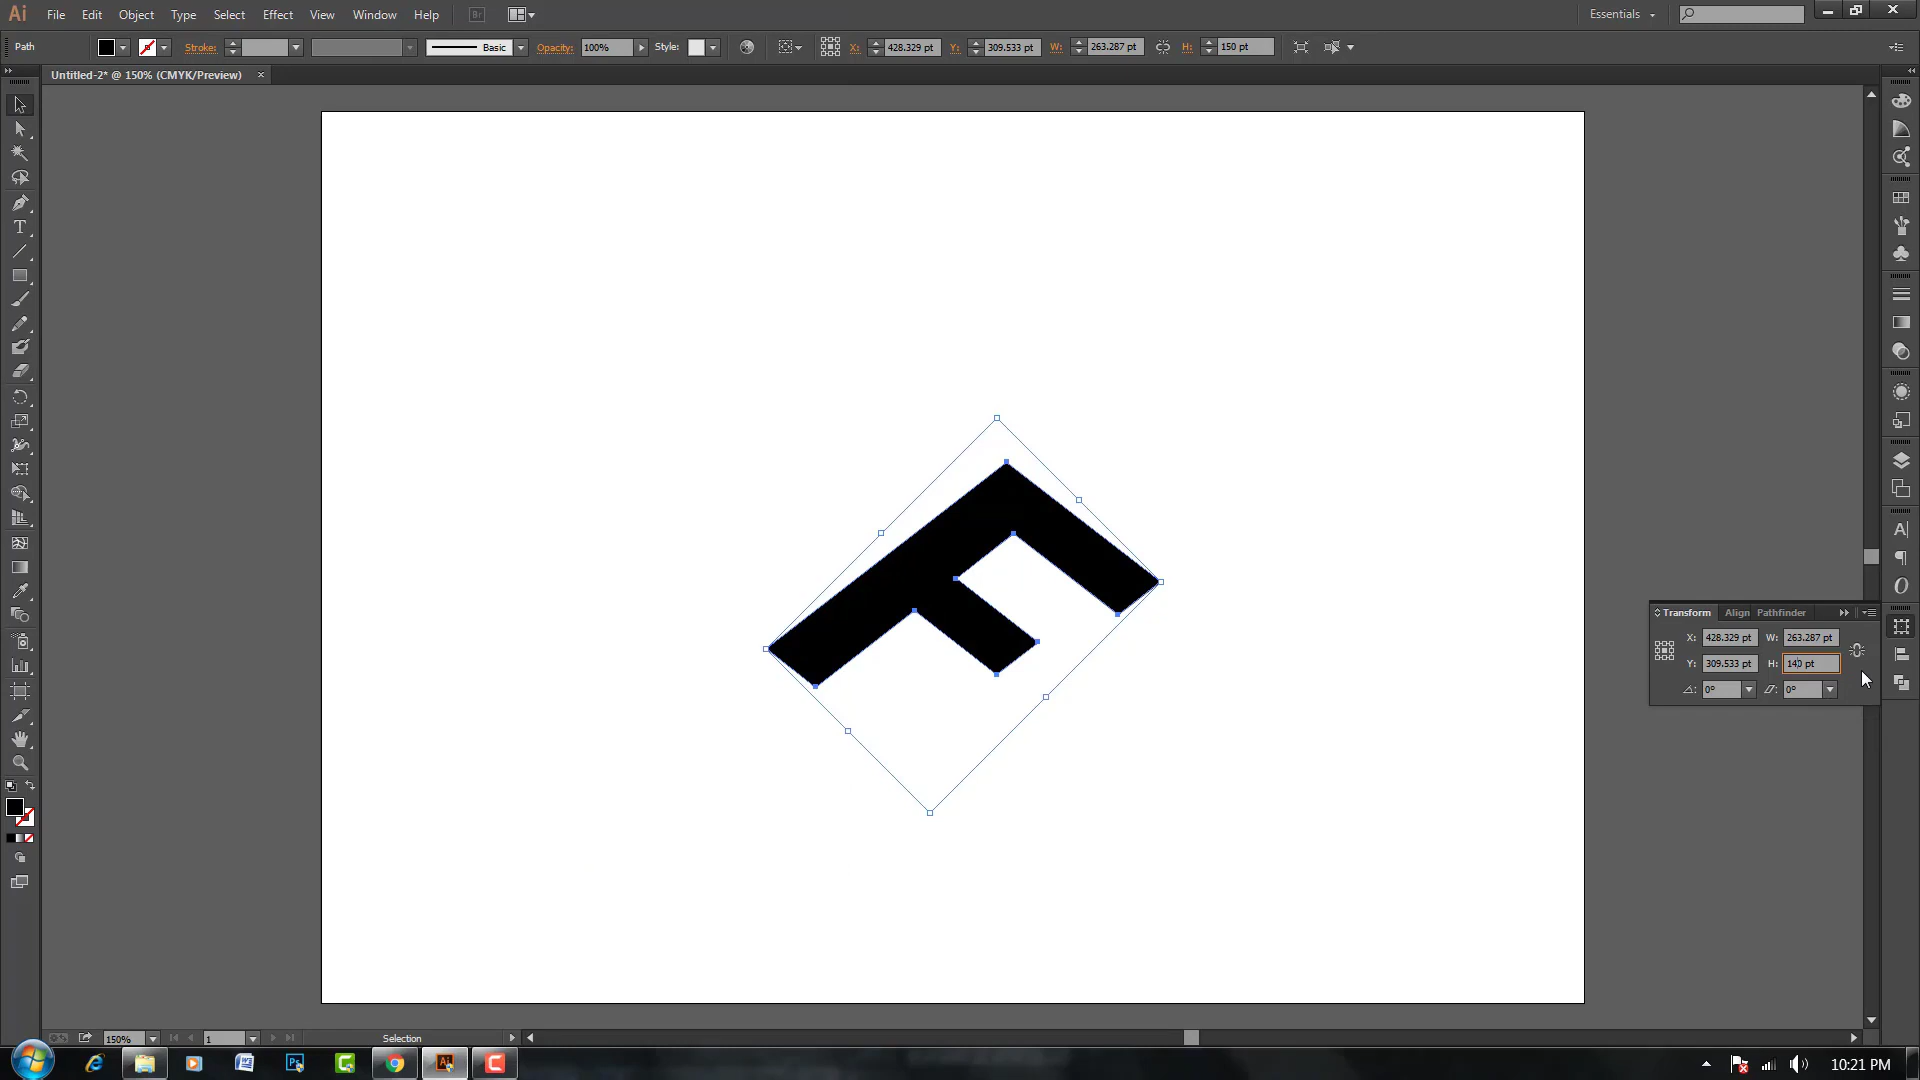 Ai File Edit Object Type Select Effect View Window Help Br Essentials
Path Stroke: Basic Opacity: 100% Style: X: 428.329 pt Y: 309.533 pt W: 263.287 pt H: 150 pt
Untitled-2* @ 150% (CMYK/Preview) ×
F
Transform Align Pathfinder
X: 428.329 pt W: 263.287 pt
Y: 309.533 pt H: 140 pt
0° 0°
150% 1 Selection
10:21 PM